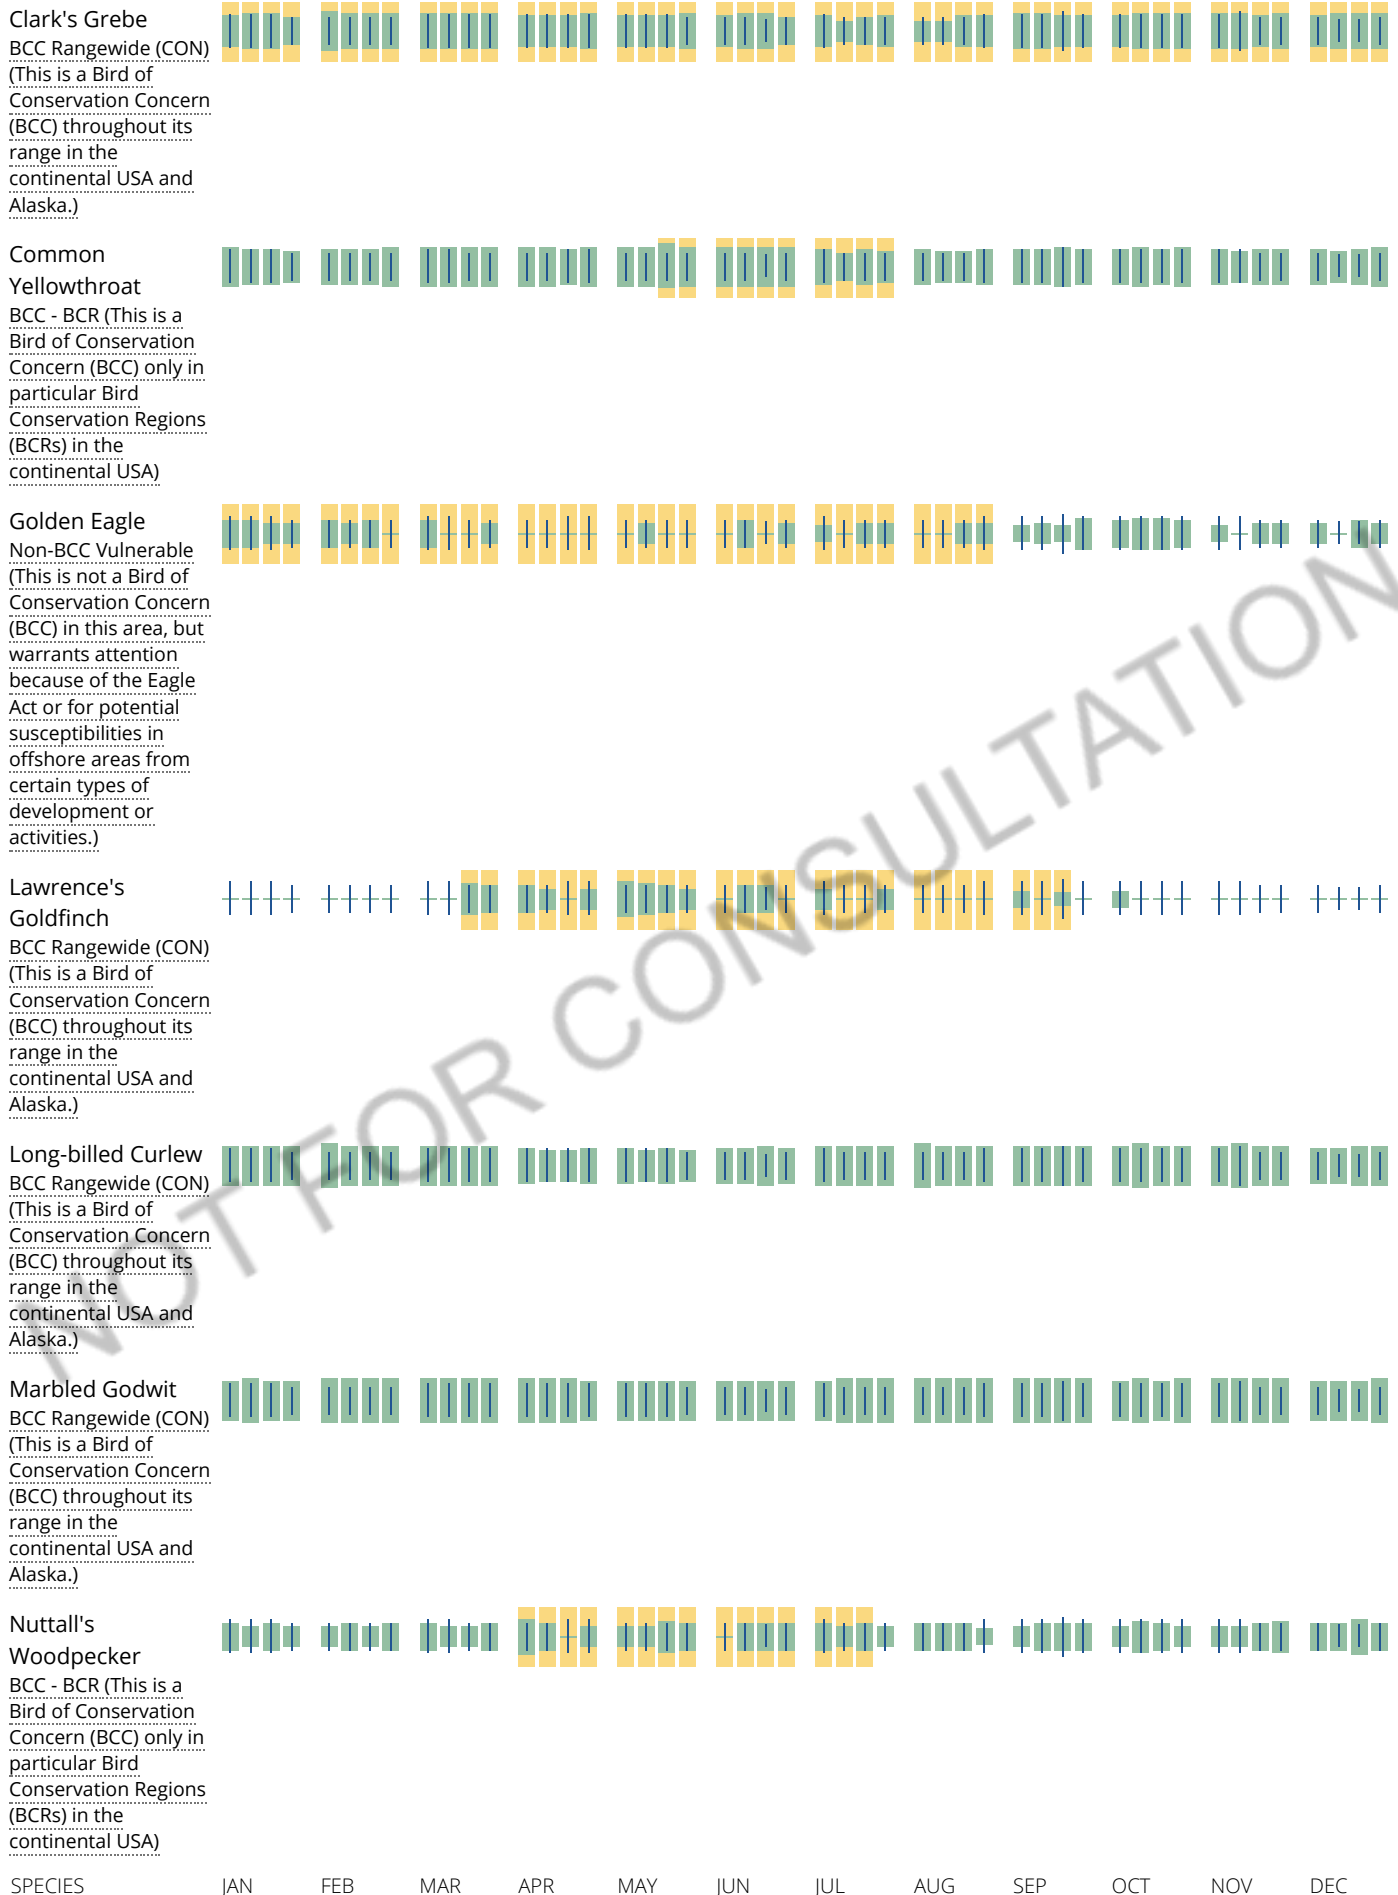 Clark's Grebe
BCC Rangewide (CON)
(This is a Bird of
Conservation Concern
(BCC) throughout its
range in the
continental USA and
Alaska.)
Common
Yellowthroat
BCC - BCR (This is a
Bird of Conservation
Concern (BCC) only in
particular Bird
Conservation Regions
(BCRs) in the
continental USA)
Golden Eagle
Non-BCC Vulnerable
(This is not a Bird of
Conservation Concern
(BCC) in this area, but
warrants attention
because of the Eagle
Act or for potential
susceptibilities in
offshore areas from
certain types of
development or
activities.)
Lawrence's
Goldfinch
BCC Rangewide (CON)
(This is a Bird of
Conservation Concern
(BCC) throughout its
range in the
continental USA and
Alaska.)
Long-billed Curlew
BCC Rangewide (CON)
(This is a Bird of
Conservation Concern
(BCC) throughout its
range in the
continental USA and
Alaska.)
Marbled Godwit
BCC Rangewide (CON)
(This is a Bird of
Conservation Concern
(BCC) throughout its
range in the
continental USA and
Alaska.)
Nuttall's
Woodpecker
BCC - BCR (This is a
Bird of Conservation
Concern (BCC) only in
particular Bird
Conservation Regions
(BCRs) in the
continental USA)
SPECIES JAN FEB MAR APR MAY JUN JUL AUG SEP OCT NOV DEC
NOT FOR CONSULTATION